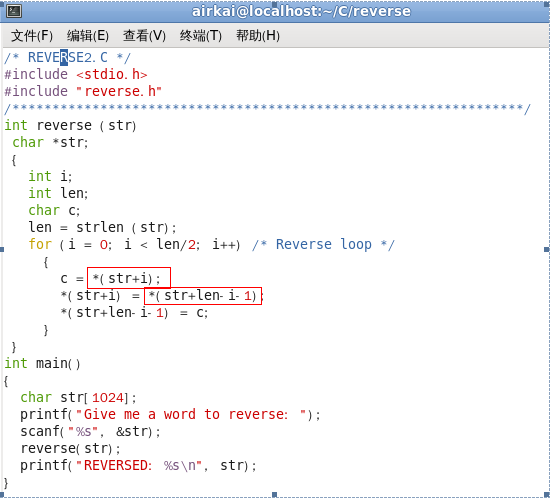 airkai@localhost:~/C/reverse
文件(F) 编辑(E) 查看(V) 终端(T) 帮助(H)
/* REVERSE2.C */
#include <stdio.h>
#include "reverse.h"
/****************************************************************/
int reverse (str)
 char *str;
 {
   int i;
   int len;
   char c;
   len = strlen (str);
   for (i = 0; i < len/2; i++) /* Reverse loop */
     {
       c = *(str+i);
       *(str+i) = *(str+len-i-1);
       *(str+len-i-1) = c;
     }
 }
int main()
{
  char str[1024];
  printf("Give me a word to reverse: ");
  scanf("%s", &str);
  reverse(str);
  printf("REVERSED: %s\n", str);
}